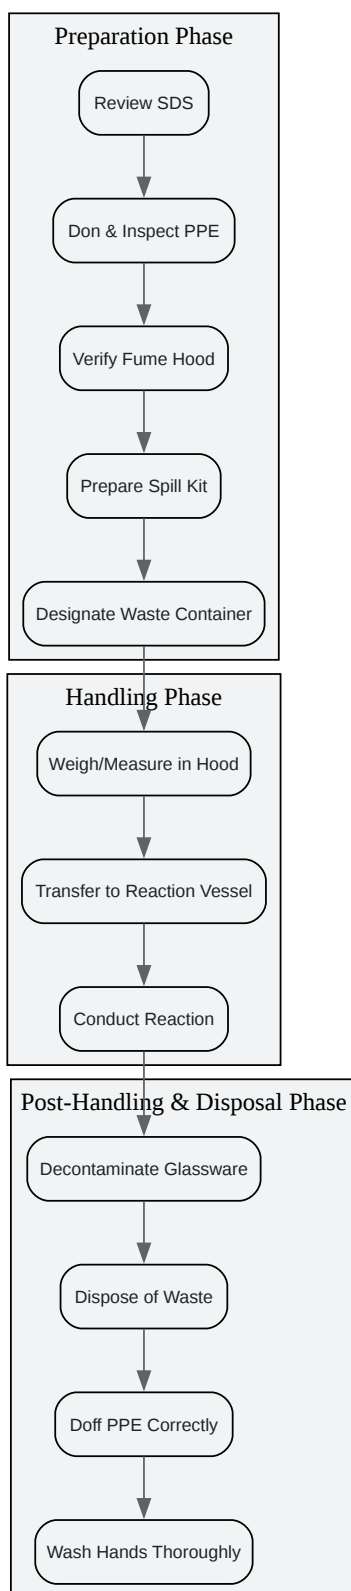 Preparation Phase
Review SDS
Don & Inspect PPE
Verify Fume Hood
Prepare Spill Kit
Designate Waste Container
Handling Phase
Weigh/Measure in Hood
Transfer to Reaction Vessel
Conduct Reaction
Post-Handling & Disposal Phase
Decontaminate Glassware
Dispose of Waste
Doff PPE Correctly
Wash Hands Thoroughly